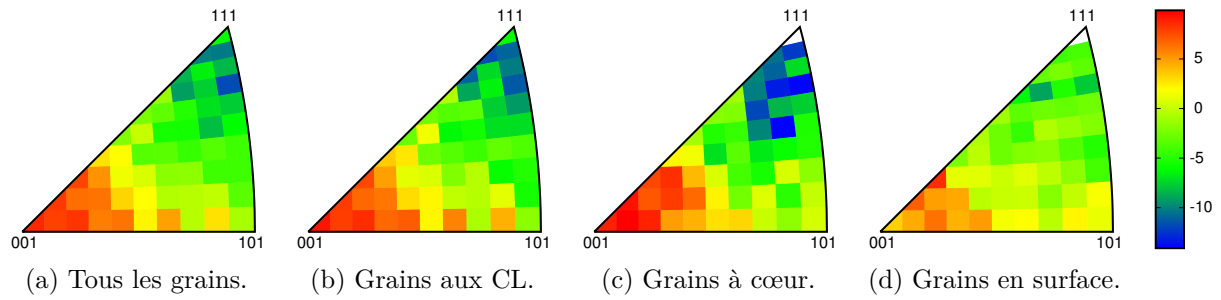 111 111 111 111
5
0
-5
-10
001 101 001 101 001 101 001 101
(a) Tous les grains. (b) Grains aux CL. (c) Grains à cœur. (d) Grains en surface.